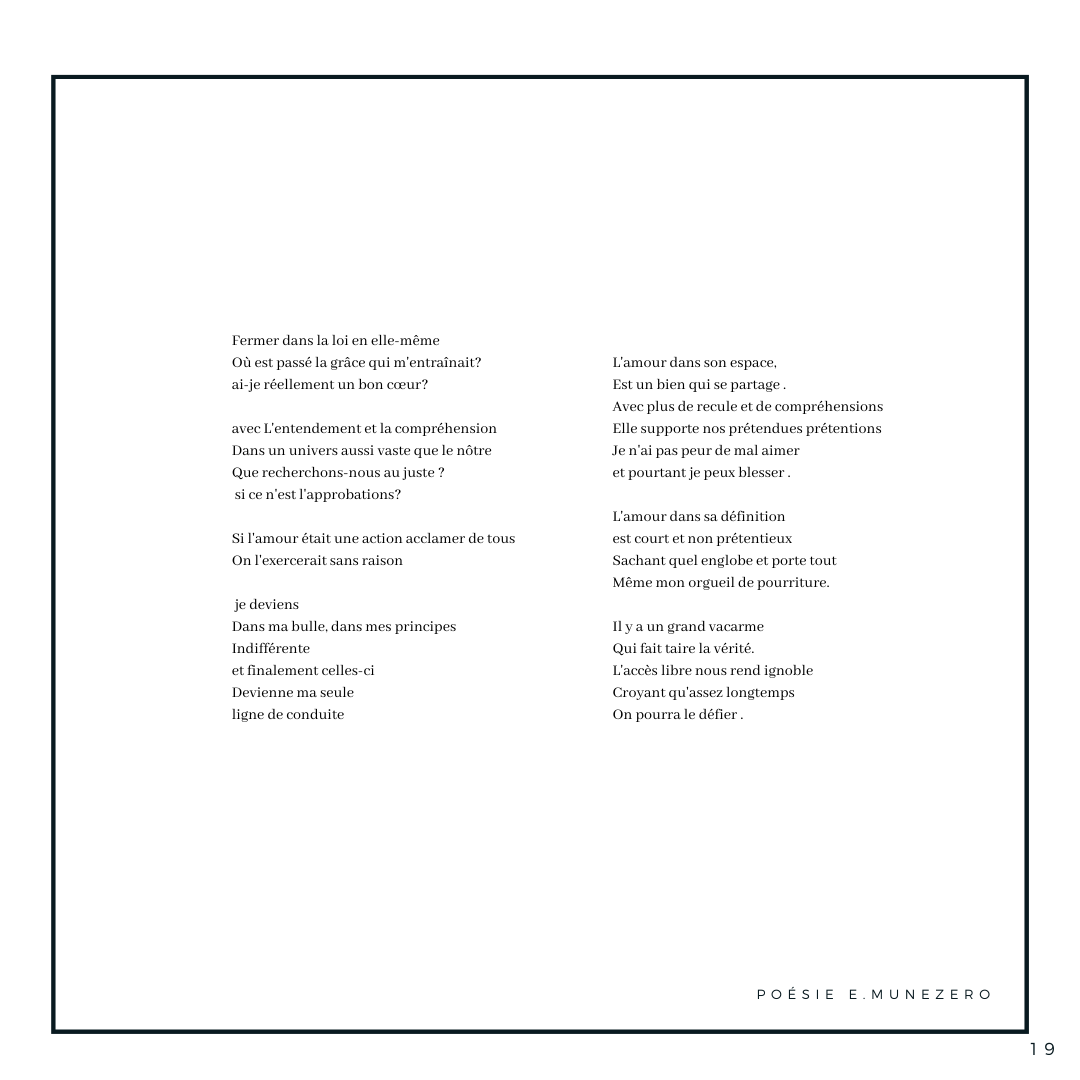 Fermer dans la loi en elle-même
Où est passé la grâce qui m'entraînait?
ai-je réellement un bon cœur?
avec L'entendement et la compréhension
Dans un univers aussi vaste que le nôtre
Que recherchons-nous au juste ?
si ce n'est l'approbations?
Si l'amour était une action acclamer de tous
On l'exercerait sans raison
je deviens
Dans ma bulle, dans mes principes
Indifférente
et finalement celles-ci
Devienne ma seule
ligne de conduite
L'amour dans son espace,
Est un bien qui se partage .
Avec plus de recule et de compréhensions
Elle supporte nos prétendues prétentions
Je n'ai pas peur de mal aimer
et pourtant je peux blesser .
L'amour dans sa définition
est court et non prétentieux
Sachant quel englobe et porte tout
Même mon orgueil de pourriture.
Il y a un grand vacarme
Qui fait taire la vérité.
L'accès libre nous rend ignoble
Croyant qu'assez longtemps
On pourra le défier .
POÉSIE E.MUNEZERO
19